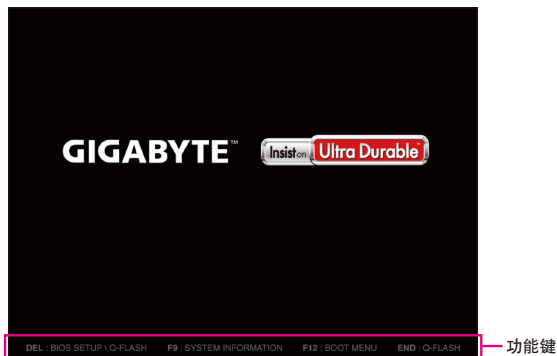 GIGABYTE™
Insist on Ultra Durable™
DEL : BIOS SETUP \ Q-FLASH F9 : SYSTEM INFORMATION F12 : BOOT MENU END : Q-FLASH
功能键